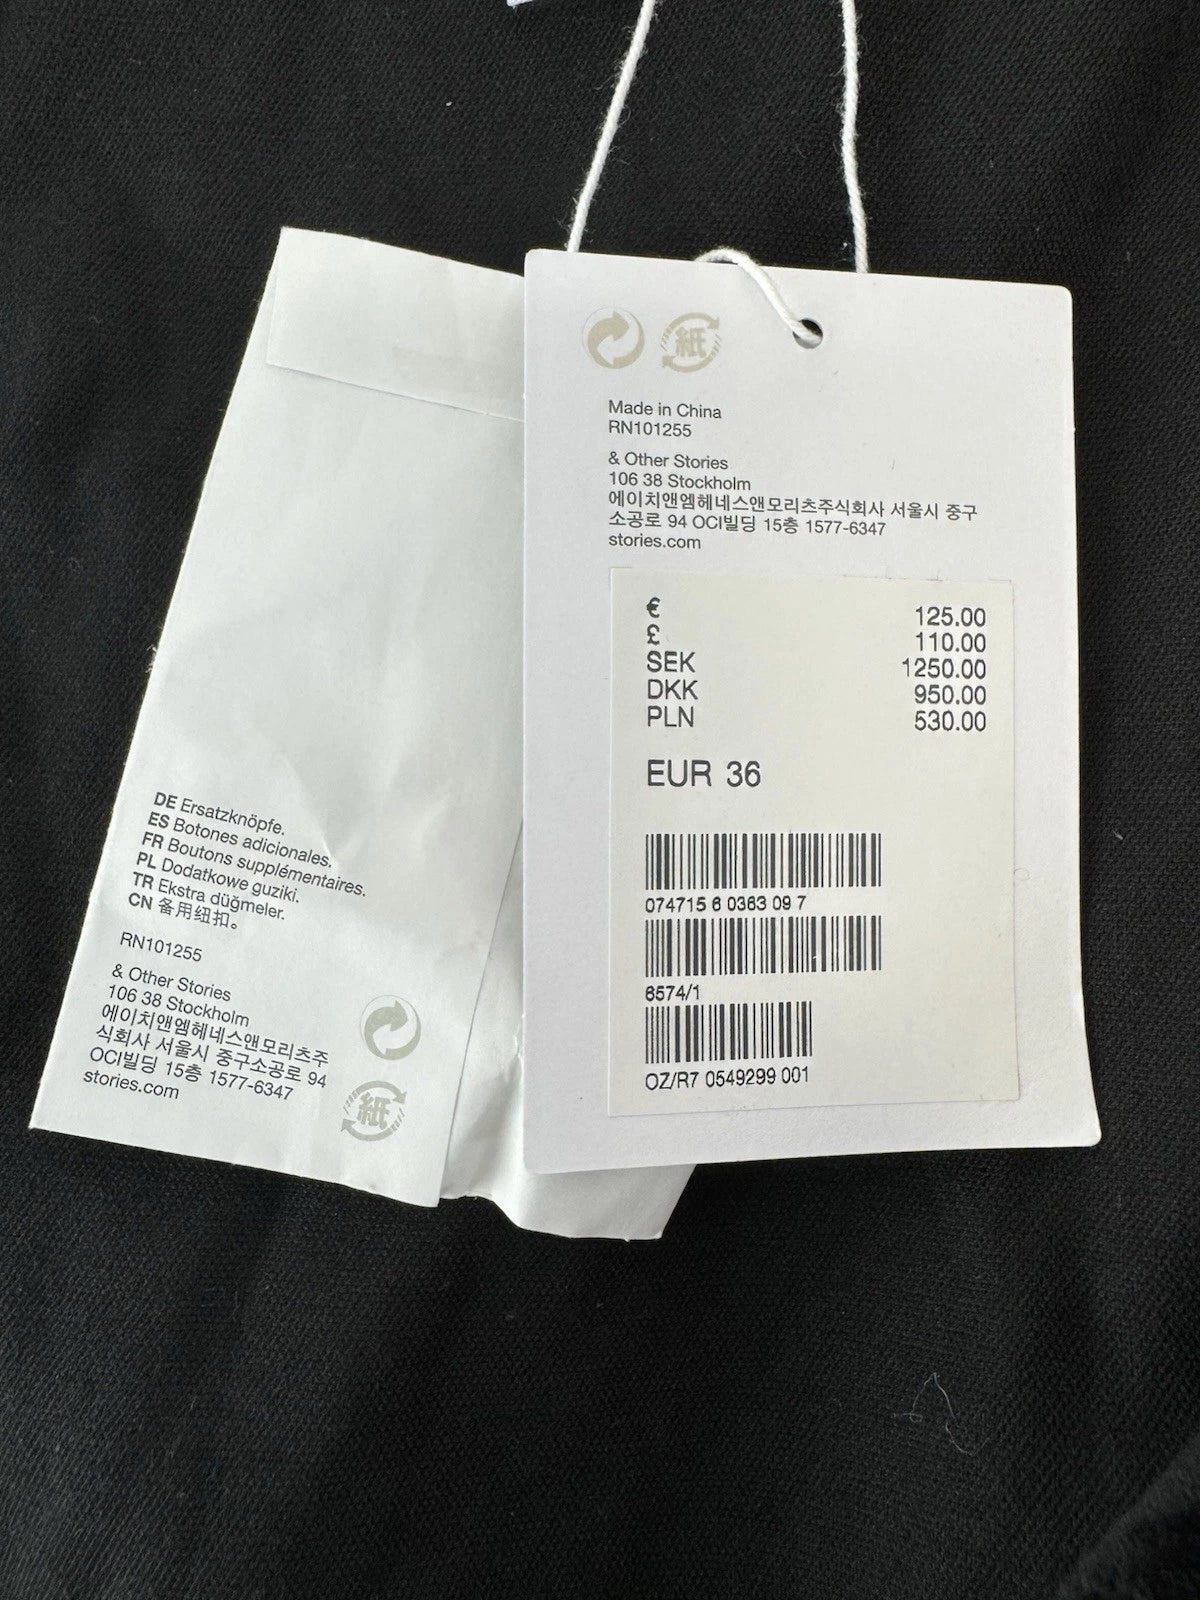 DE Ersatzknöpfe.
ES Botones adicionales.
FR Boutons supplémentaires.
PL Dodatkowe guziki.
TR Ekstra düğmeler.
CN 备用纽扣。
RN101255
& Other Stories
106 38 Stockholm
에이치앤엠헤네스앤모리츠주
식회사 서울시 중구소공로 94
OCI빌딩 15층 1577-6347
stories.com
紙
紙
Made in China
RN101255
& Other Stories
106 38 Stockholm
에이치앤엠헤네스앤모리츠주식회사 서울시 중구
소공로 94 OCI빌딩 15층 1577-6347
stories.com
€ 125.00
£ 110.00
SEK 1250.00
DKK 950.00
PLN 530.00
EUR 36
074715 6 0363 09 7
6574/1
OZ/R7 0549299 001